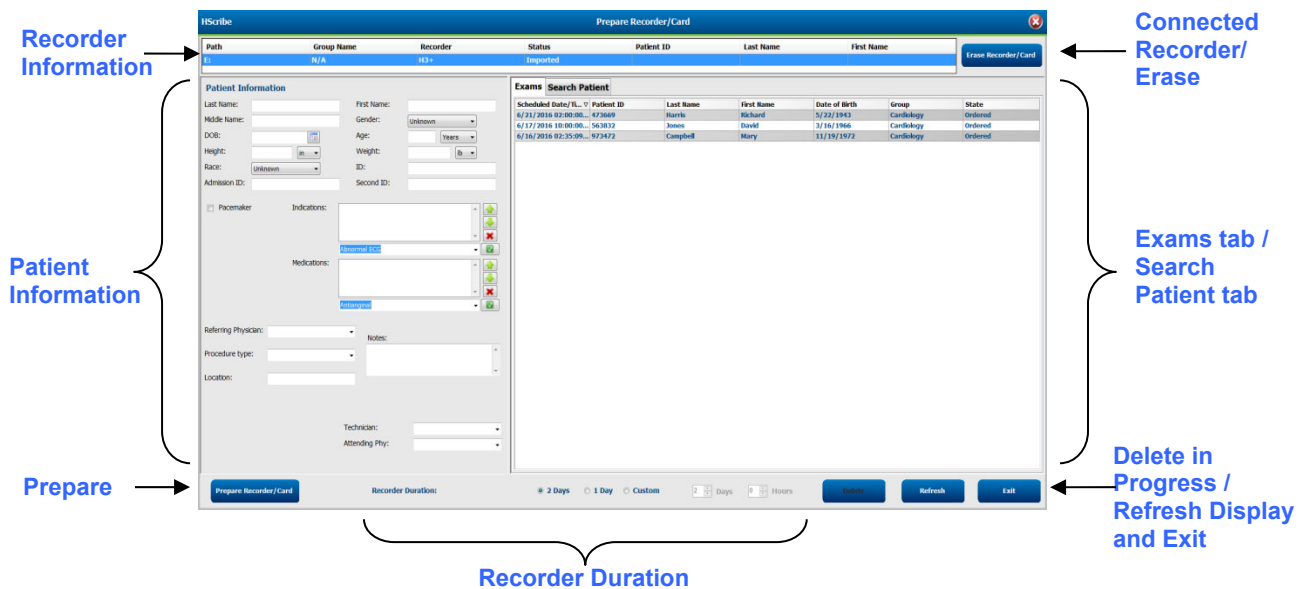 HScribe
Prepare Recorder/Card
Recorder
Information
Path Group Name Recorder Status Patient ID Last Name First Name
E: N/A H3+ Imported
Erase Recorder/Card
Connected
Recorder/
Erase
Patient
Information
Patient Information
Last Name: First Name:
Middle Name: Gender: Unknown
DOB: Age: Years
Height: in Weight: lb
Race: Unknown ID:
Admission ID: Second ID:
Pacemaker Indications:
Abnormal ECG
Medications:
Antianginal
Referring Physician:
Notes:
Procedure type:
Location:
Technician:
Attending Phy:
Exams Search Patient
Scheduled Date/Ti... Patient ID Last Name First Name Date of Birth Group State
6/21/2016 02:00:00... 473669 Harris Richard 5/22/1943 Cardiology Ordered
6/17/2016 10:00:00... 563832 Jones David 3/16/1966 Cardiology Ordered
6/16/2016 02:35:09... 973472 Campbell Mary 11/19/1972 Cardiology Ordered
Exams tab /
Search
Patient tab
Prepare
Prepare Recorder/Card Recorder Duration: 2 Days 1 Day Custom 2 Days 0 Hours Delete Refresh Exit
Delete in
Progress /
Refresh Display
and Exit
Recorder Duration